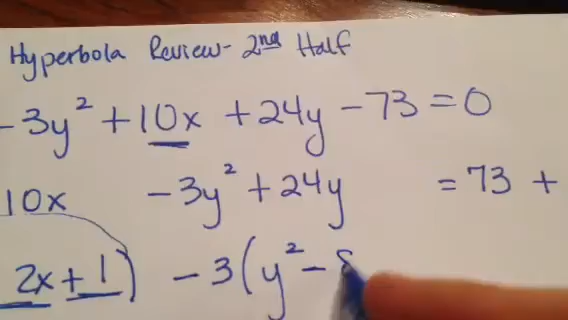 Hyperbola Review - 2nd Half
-3y² + 10x + 24y - 73 = 0
10x - 3y² + 24y = 73 +
2x + 1) - 3(y² -